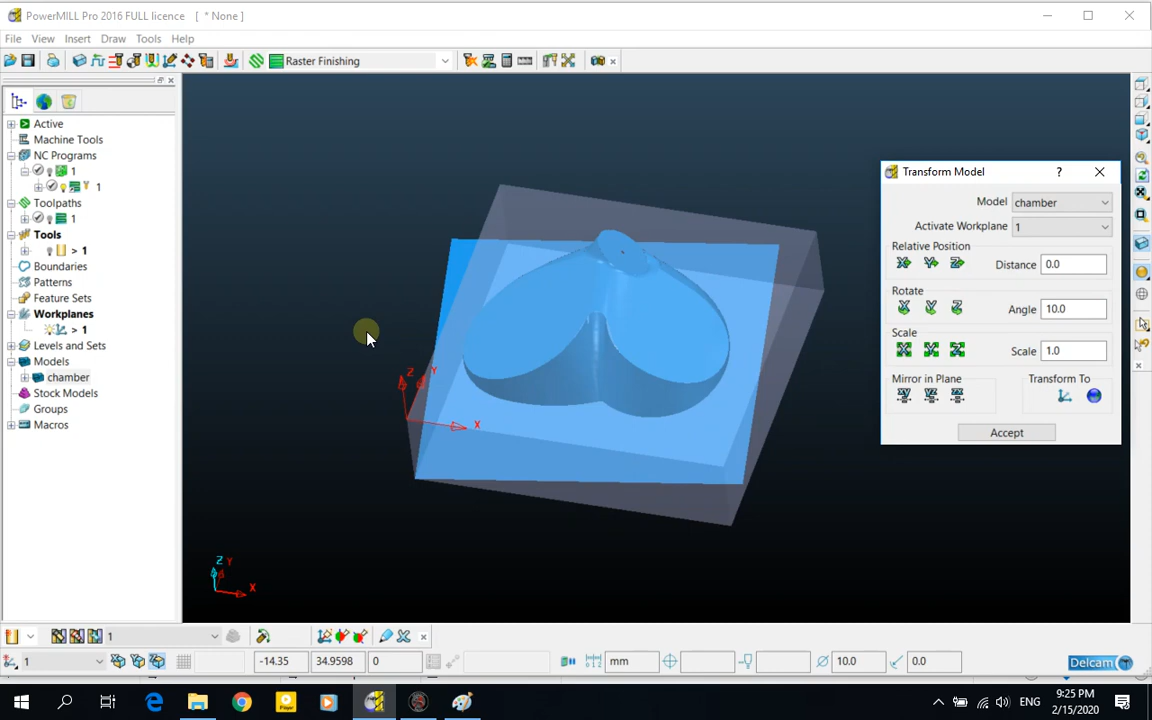 PowerMILL Pro 2016 FULL licence [ * None ]
File View Insert Draw Tools Help
Raster Finishing
Active
Machine Tools
NC Programs
1
1
Toolpaths
1
Tools
> 1
Boundaries
Patterns
Feature Sets
Workplanes
> 1
Levels and Sets
Models
chamber
Stock Models
Groups
Macros
Z
Y
X
Z Y
X
Transform Model ?
Model chamber
Activate Workplane 1
Relative Position
Distance 0.0
Rotate
Angle 10.0
Scale
Scale 1.0
Mirror in Plane Transform To
Accept
1
1 -14.35 34.9598 0 mm 10.0 0.0 Delcam
ENG 9:25 PM
2/15/2020